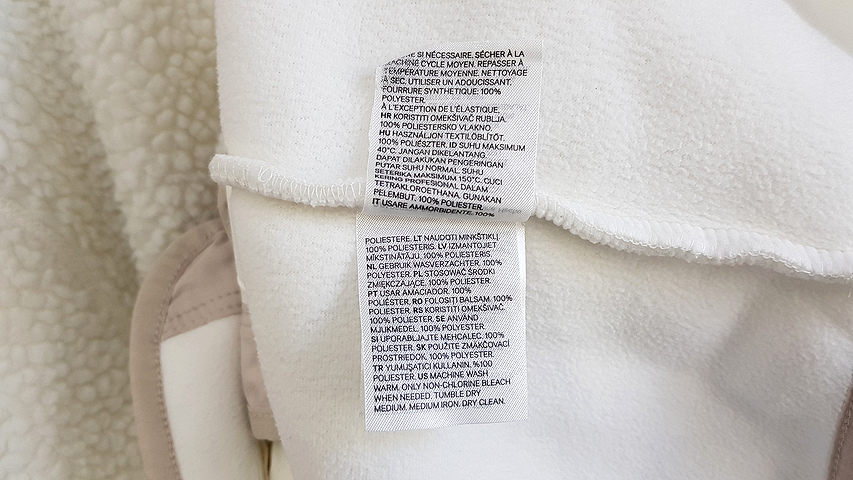 SI NÉCESSAIRE. SÉCHER À LA
MACHINE CYCLE MOYEN. REPASSER À
TEMPÉRATURE MOYENNE. NETTOYAGE
À SEC. UTILISER UN ADOUCISSANT.
FOURRURE SYNTHETIQUE: 100%
POLYESTER.
À L'EXCEPTION DE L'ÉLASTIQUE.
HR KORISTITI OMEKŠIVAČ RUBLJA.
100% POLIESTERSKO VLAKNO.
HU HASZNÁLJON TEXTILÖBLÍTŐT.
100% POLIÉSZTER. ID SUHU MAKSIMUM
40°C. JANGAN DIKELANTANG.
DAPAT DILAKUKAN PENGERINGAN
PUTAR SUHU NORMAL. SUHU
SETERIKA MAKSIMUM 150°C. CUCI
KERING PROFESIONAL DALAM
TETRAKLOROETHANA. GUNAKAN
PELEMBUT. 100% POLIESTER.
IT USARE AMMORBIDENTE. 100%
POLIESTERE. LT NAUDOTI MINKŠTIKLĮ.
100% POLIESTERIS. LV IZMANTOJIET
MĪKSTINĀTĀJU. 100% POLIESTERIS.
NL GEBRUIK WASVERZACHTER. 100%
POLYESTER. PL STOSOWAĆ ŚRODKI
ZMIĘKCZAJĄCE. 100% POLIESTER.
PT USAR AMACIADOR. 100%
POLIÉSTER. RO FOLOSIȚI BALSAM. 100%
POLIESTER. RS KORISTITI OMEKŠIVAČ.
100% POLIESTER. SE ANVÄND
MJUKMEDEL. 100% POLYESTER.
SI UPORABLJAJTE MEHČALEC. 100%
POLIESTER. SK POUŽITE ZMÄKČOVACÍ
PROSTRIEDOK. 100% POLYESTER.
TR YUMUŞATICI KULLANIN. %100
POLIESTER. US MACHINE WASH
WARM. ONLY NON-CHLORINE BLEACH
WHEN NEEDED. TUMBLE DRY
MEDIUM. MEDIUM IRON. DRY CLEAN.